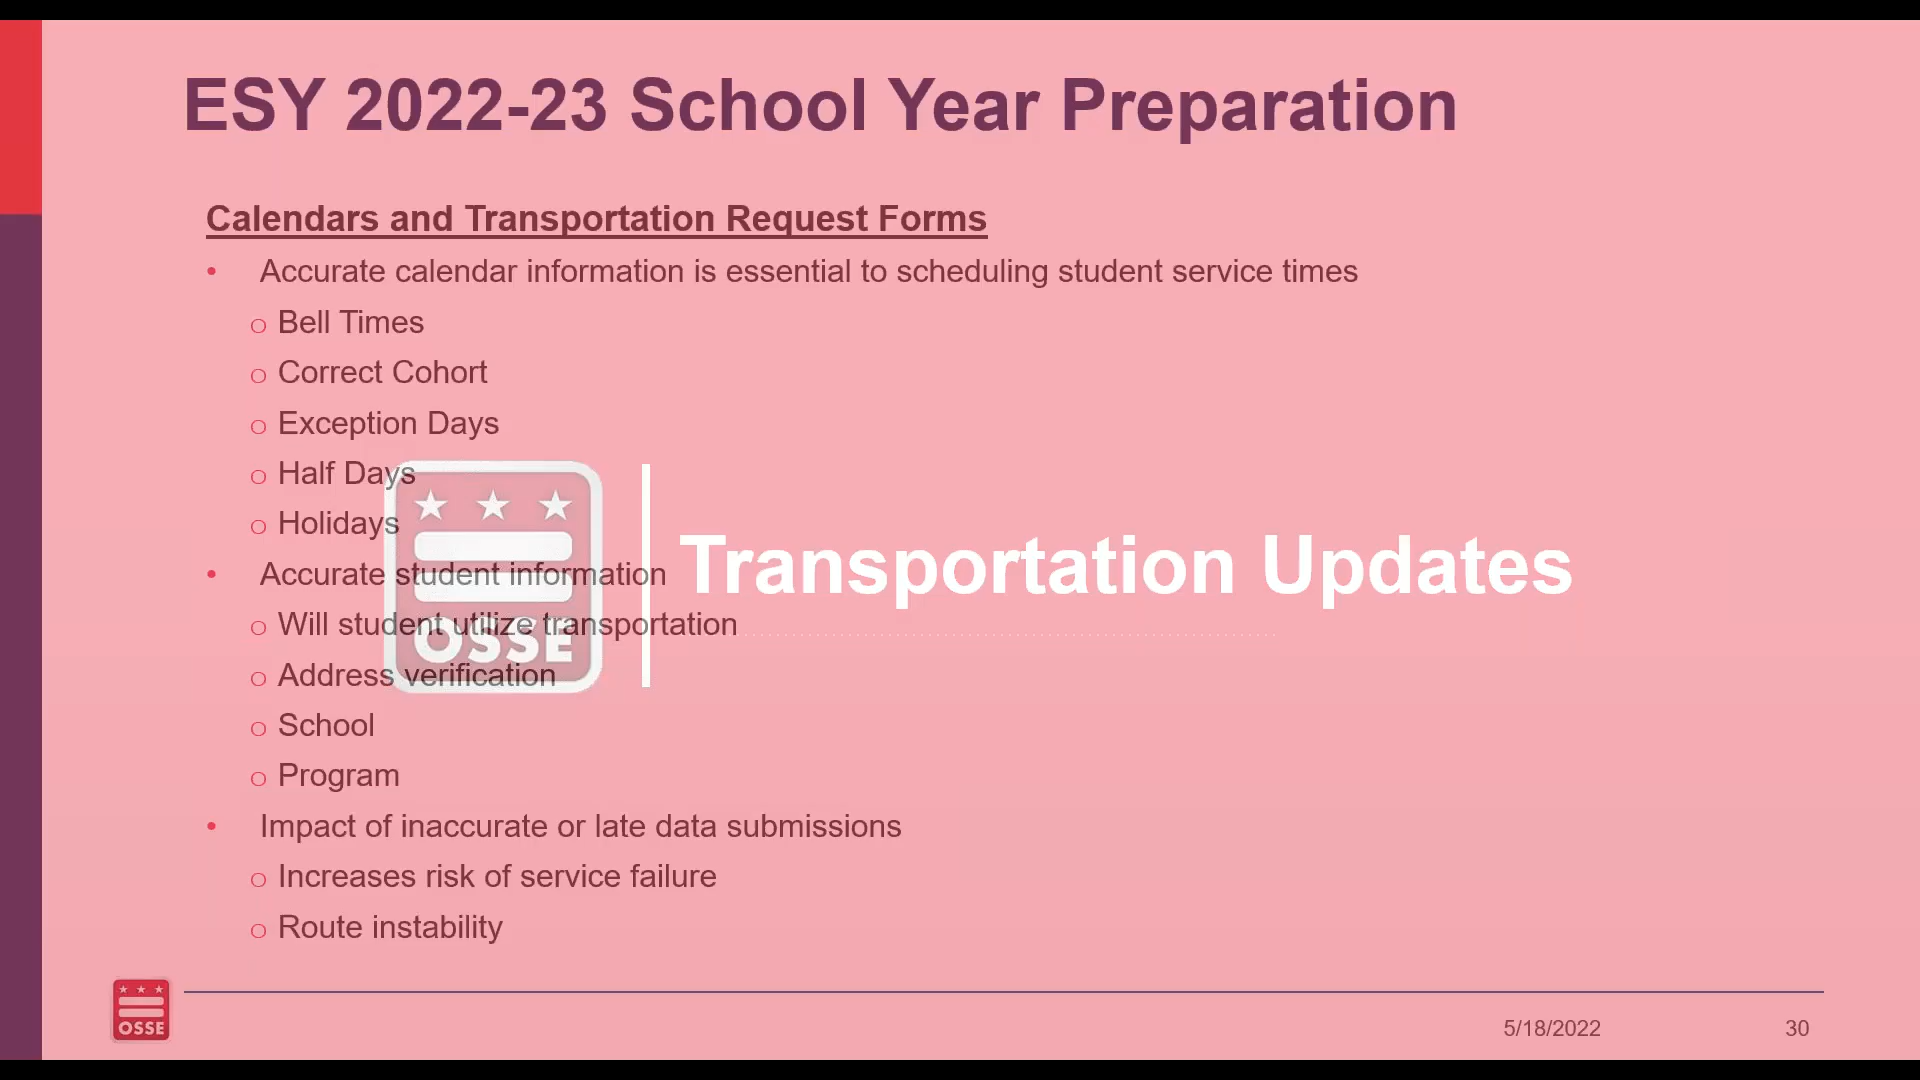 ESY 2022-23 School Year Preparation
Calendars and Transportation Request Forms
• Accurate calendar information is essential to scheduling student service times
o Bell Times
o Correct Cohort
o Exception Days
o Half Days
o Holidays
• Accurate student information
o Will student utilize transportation
o Address verification
o School
o Program
• Impact of inaccurate or late data submissions
o Increases risk of service failure
o Route instability
OSSE
Transportation Updates
OSSE
5/18/2022
30